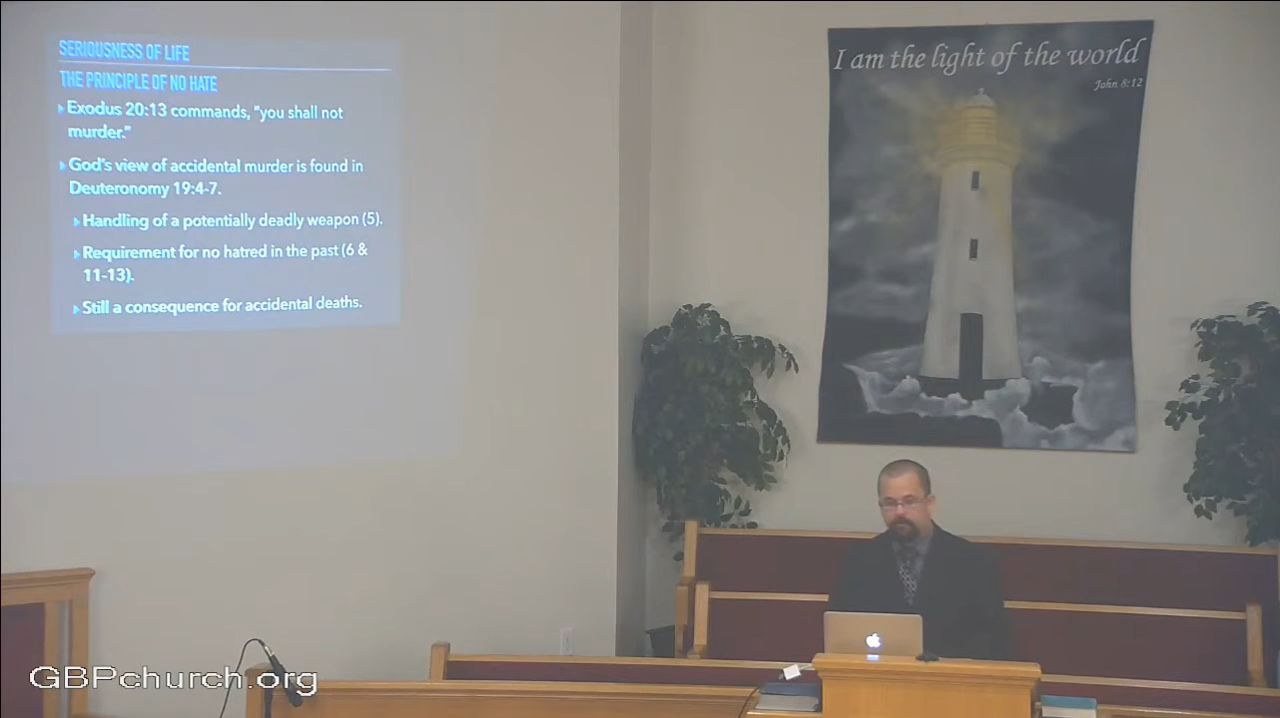 SERIOUSNESS OF LIFE
THE PRINCIPLE OF NO HATE
Exodus 20:13 commands, "you shall not
murder."
God's view of accidental murder is found in
Deuteronomy 19:4-7.
Handling of a potentially deadly weapon (5).
Requirement for no hatred in the past (6 &
11-13).
Still a consequence for accidental deaths.
I am the light of the world
John 8:12
GBPchurch.org